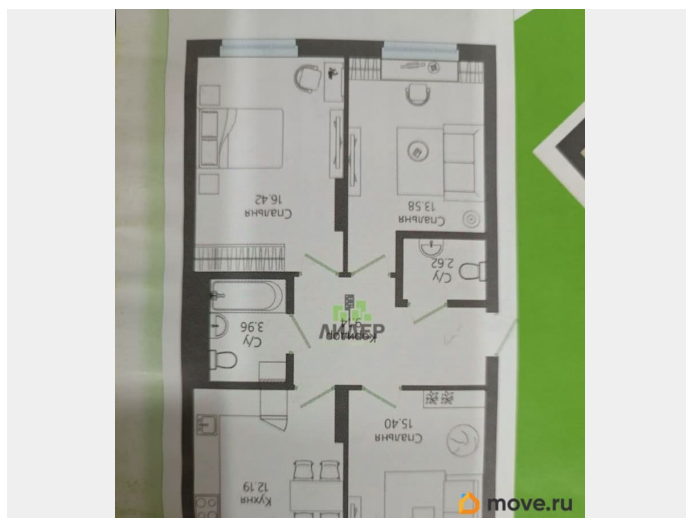 Спальня
16.42
Спальня
13.58
С/у
2.62
С/у
3.96
ЛИДЕР
Коридор
Спальня
15.40
Кухня
12.19
move.ru